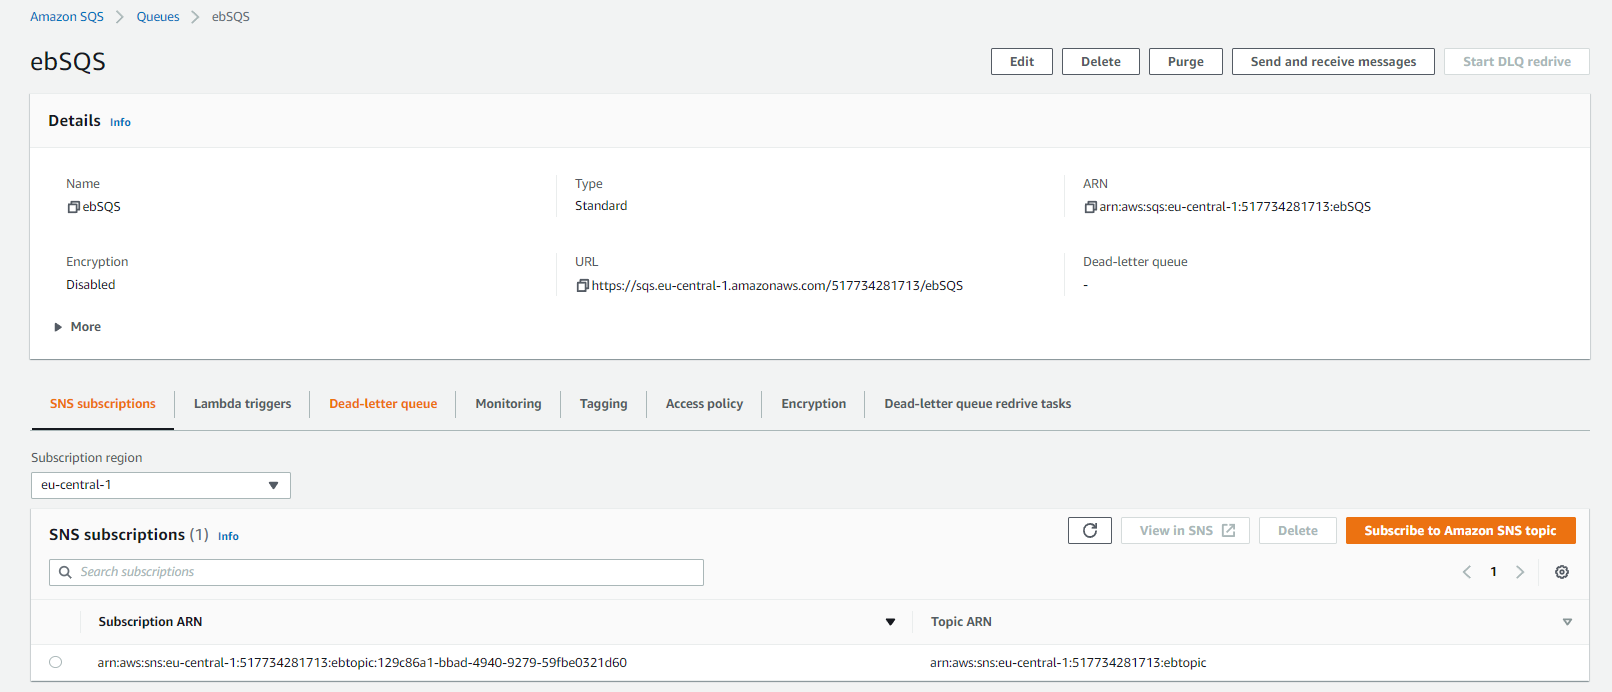 Amazon SQS > Queues > ebSQS
ebSQS
Edit Delete Purge Send and receive messages Start DLQ redrive
Details Info
Name Type ARN
ebSQS Standard arn:aws:sqs:eu-central-1:517734281713:ebSQS
Encryption URL Dead-letter queue
Disabled https://sqs.eu-central-1.amazonaws.com/517734281713/ebSQS -
More
SNS subscriptions Lambda triggers Dead-letter queue Monitoring Tagging Access policy Encryption Dead-letter queue redrive tasks
Subscription region
eu-central-1
SNS subscriptions (1) Info View in SNS Delete Subscribe to Amazon SNS topic
Search subscriptions < 1 >
Subscription ARN Topic ARN
arn:aws:sns:eu-central-1:517734281713:ebtopic:129c86a1-bbad-4940-9279-59fbe0321d60 arn:aws:sns:eu-central-1:517734281713:ebtopic